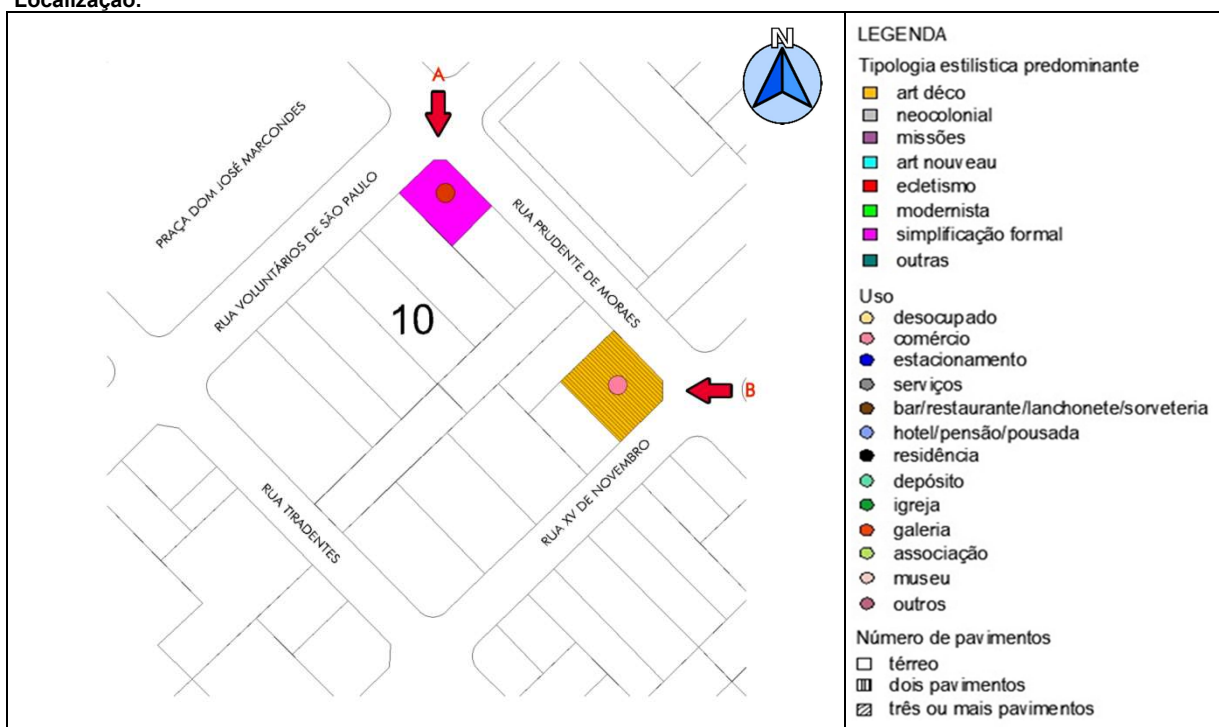 Localização:
N
A
PRAÇA DOM JOSÉ MARCONDES
RUA VOLUNTÁRIOS DE SÃO PAULO
RUA PRUDENTE DE MORAES
10
B
RUA TIRADENTES
RUA XV DE NOVEMBRO
LEGENDA
Tipologia estilística predominante
art déco
neocolonial
missões
art nouveau
ecletismo
modernista
simplificação formal
outras
Uso
desocupado
comércio
estacionamento
serviços
bar/restaurante/lanchonete/sorveteria
hotel/pensão/pousada
residência
depósito
igreja
galeria
associação
museu
outros
Número de pavimentos
térreo
dois pavimentos
três ou mais pavimentos